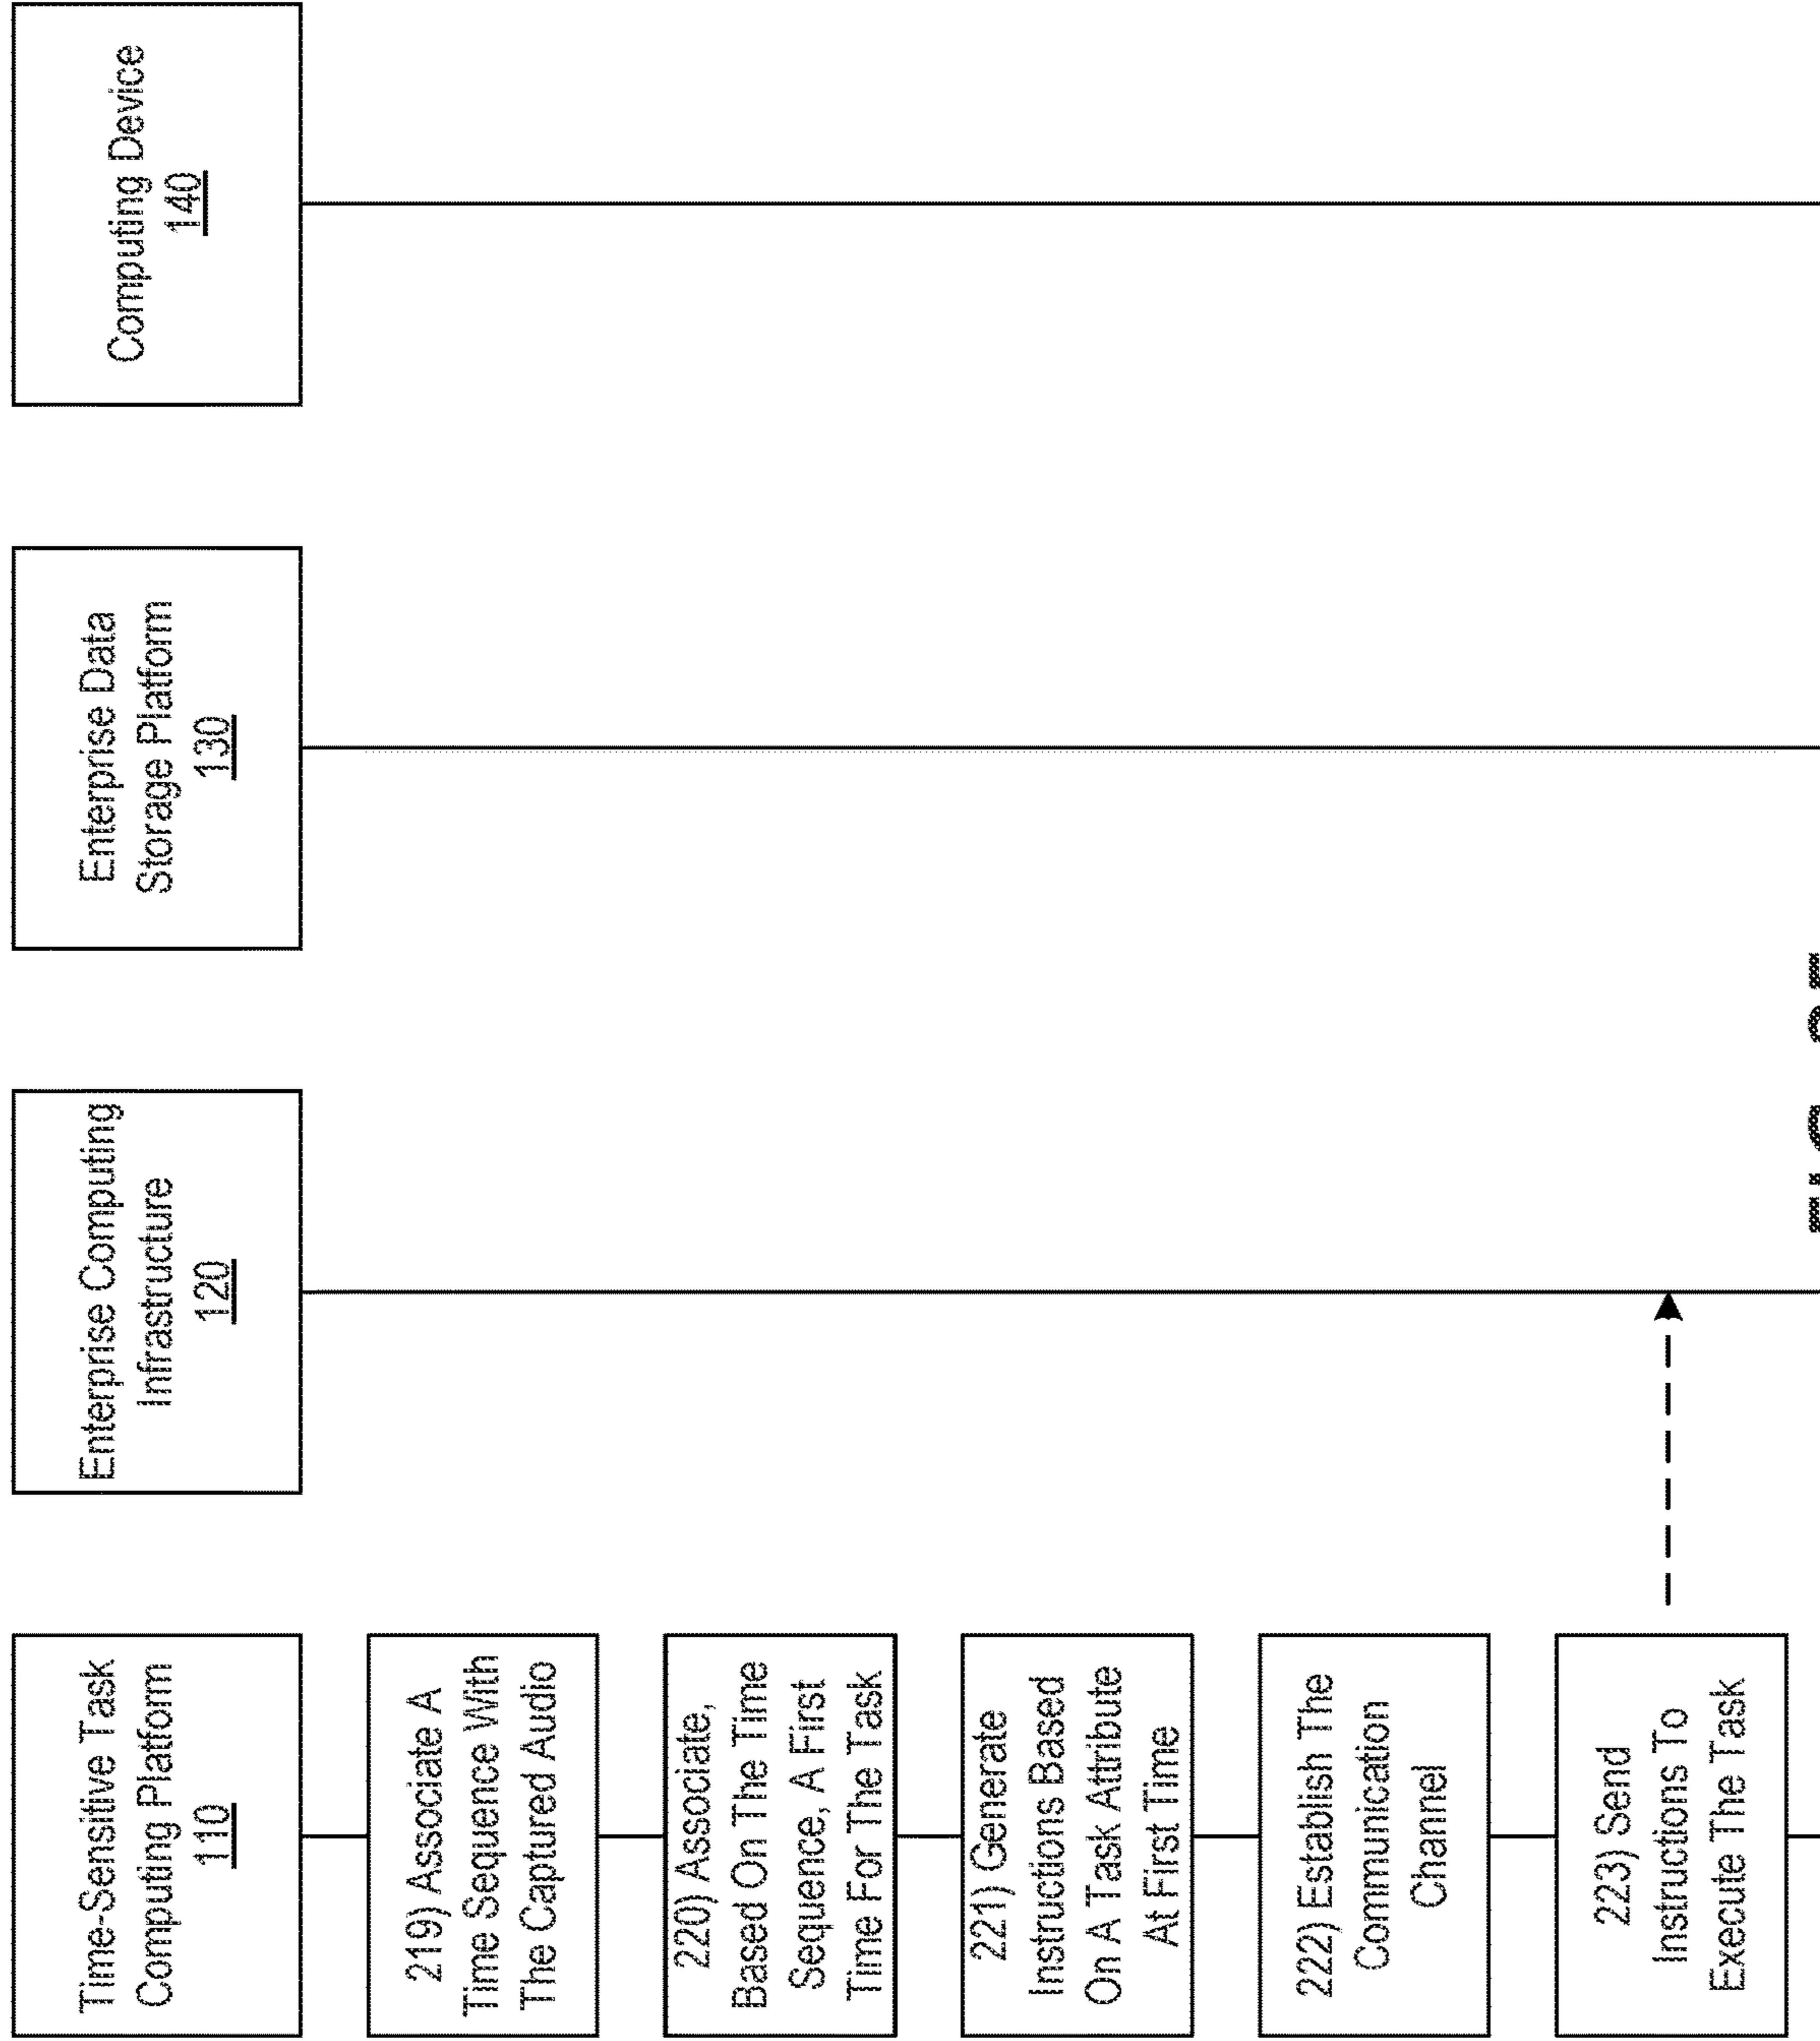 Time-Sensitive Task
Computing Platform
110
Enterprise Computing
Infrastructure
120
Enterprise Data
Storage Platform
130
Computing Device
140
219) Associate A
Time Sequence With
The Captured Audio
220) Associate,
Based On The Time
Sequence, A First
Time For The Task
221) Generate
Instructions Based
On A Task Attribute
At First Time
222) Establish The
Communication
Channel
223) Send
Instructions To
Execute The Task